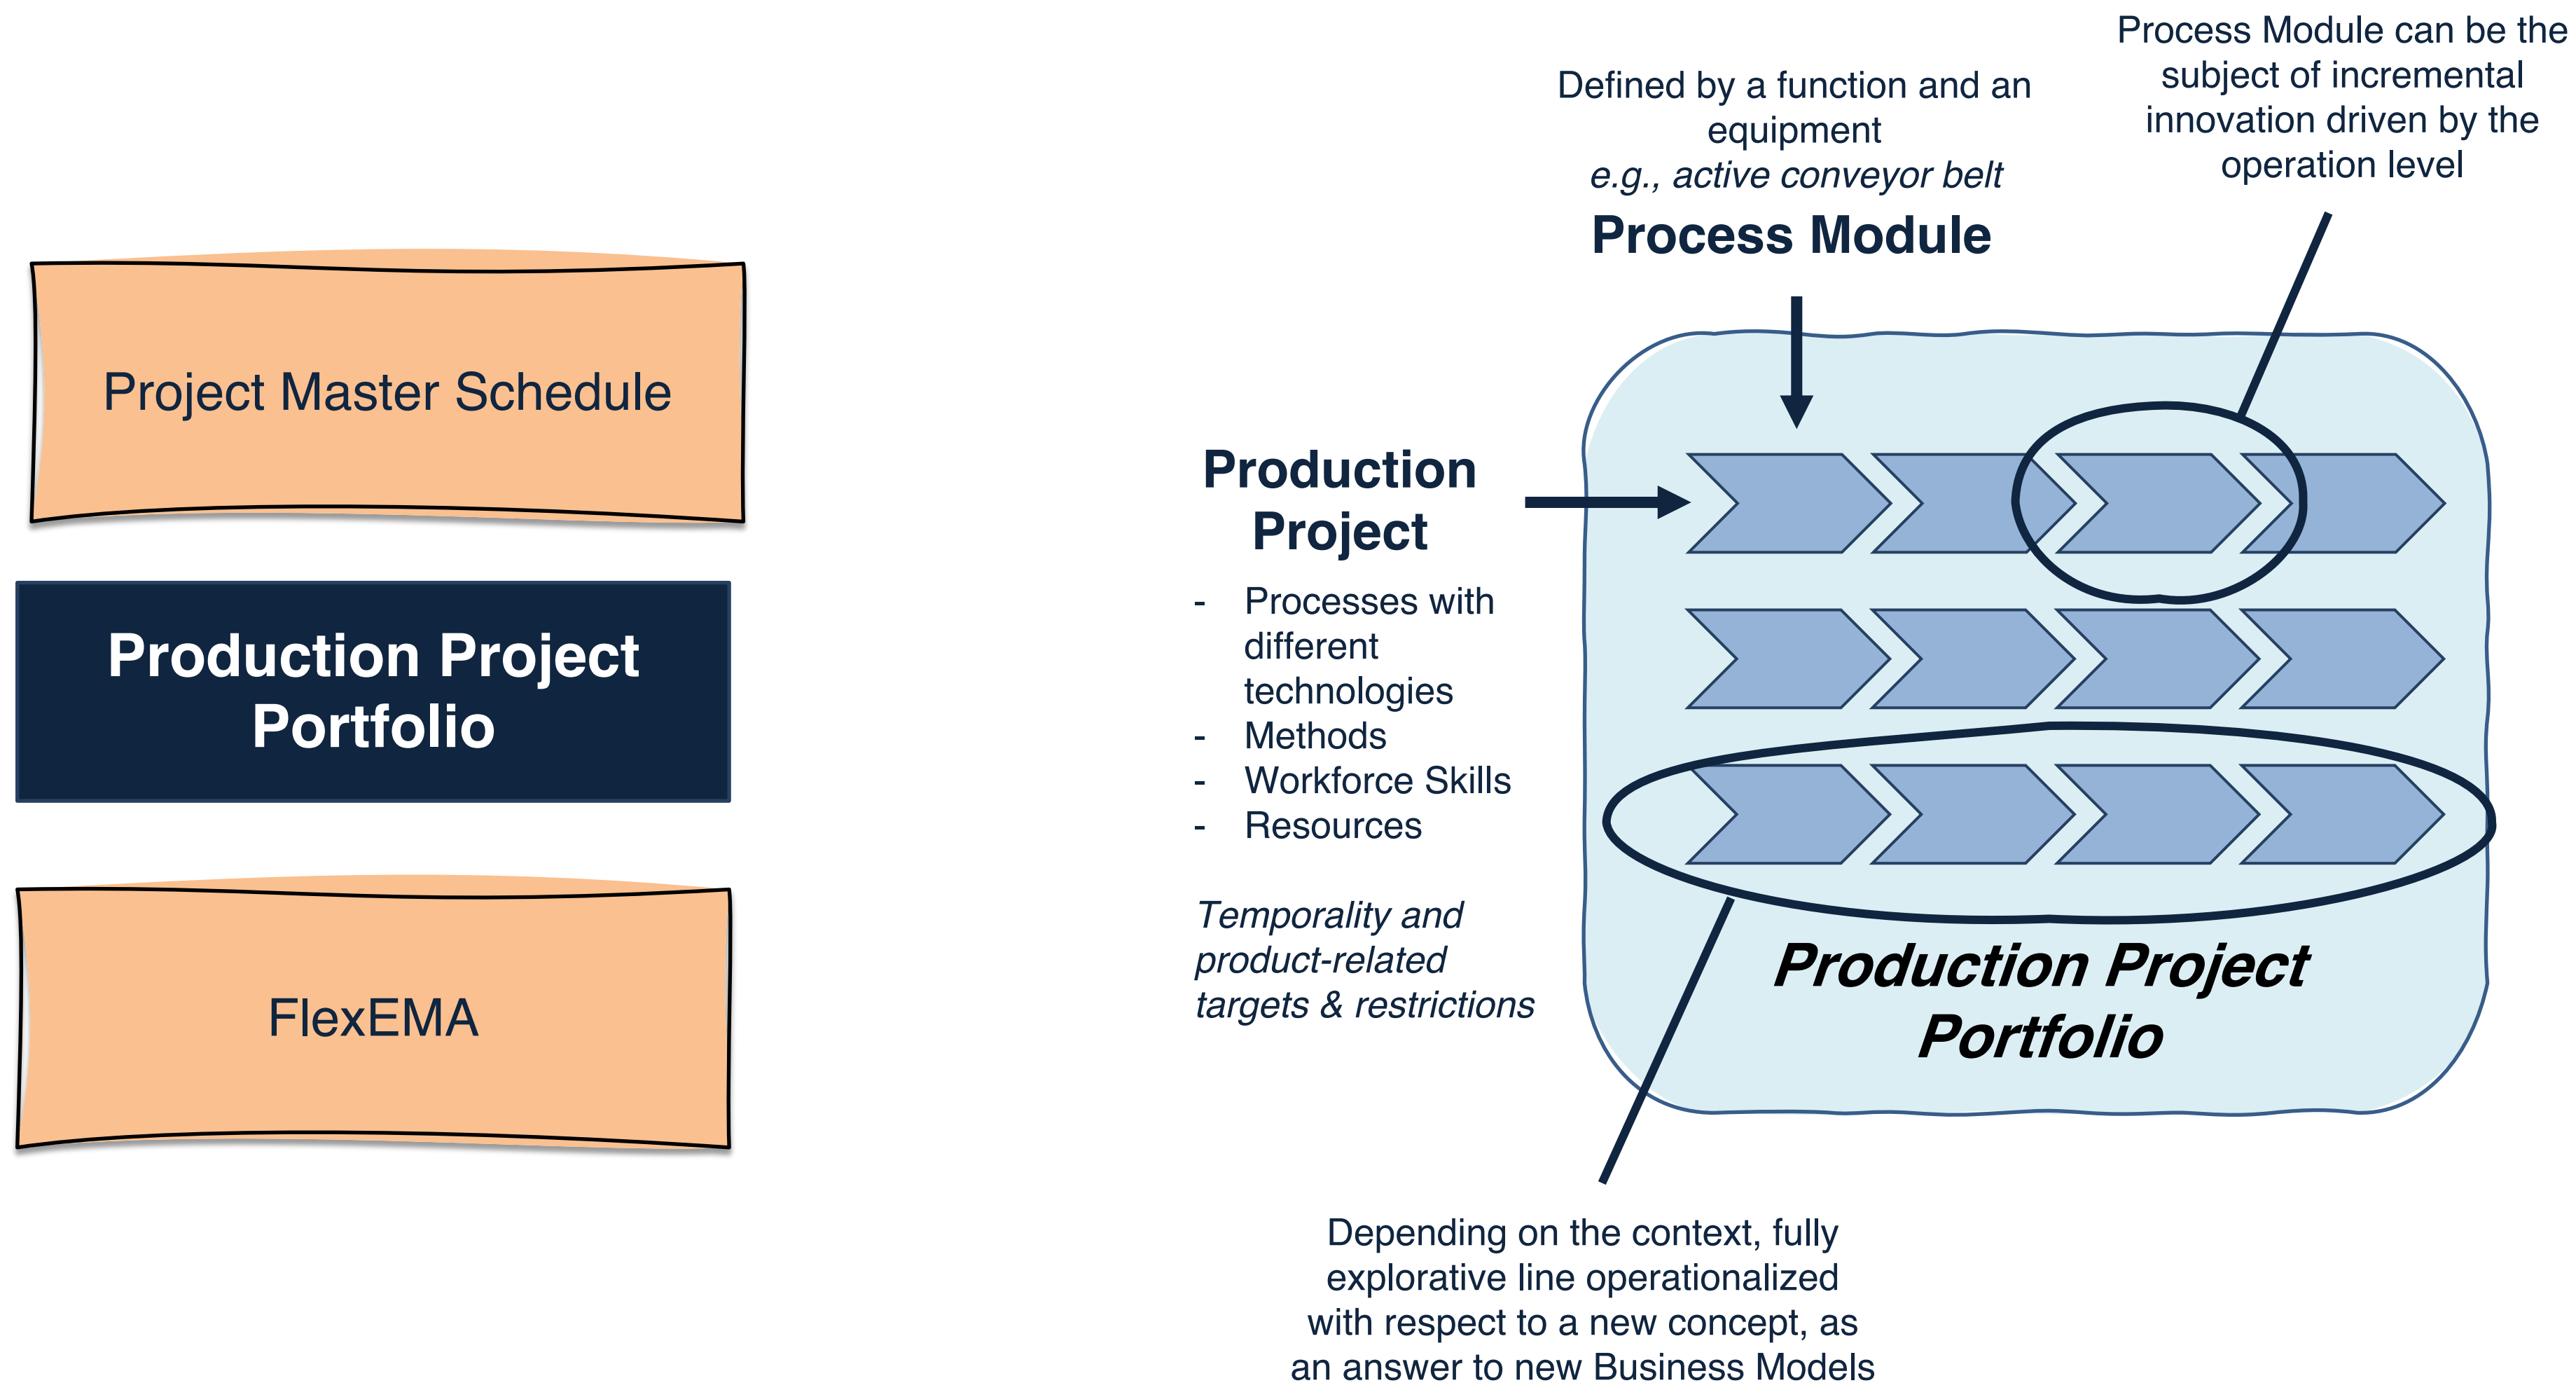 Project Master Schedule
Production Project
Portfolio
FlexEMA
Process Module can be the
subject of incremental
innovation driven by the
operation level
Defined by a function and an
equipment
e.g., active conveyor belt
Process Module
Production
Project
- Processes with
different
technologies
- Methods
- Workforce Skills
- Resources
Temporality and
product-related
targets & restrictions
Production Project
Portfolio
Depending on the context, fully
explorative line operationalized
with respect to a new concept, as
an answer to new Business Models